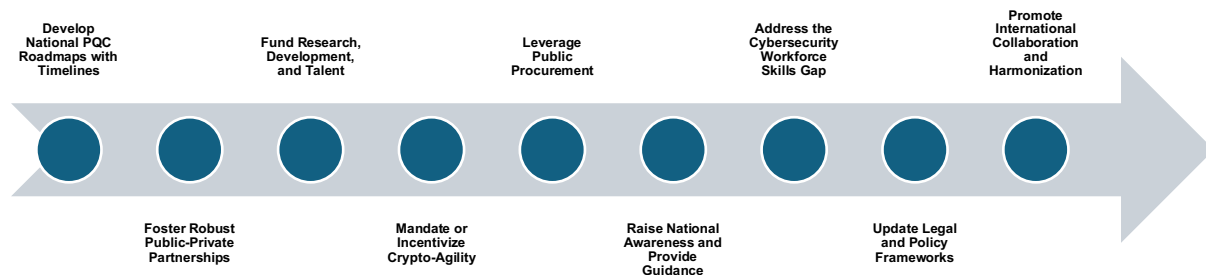 Develop
National PQC
Roadmaps with
Timelines
Foster Robust
Public-Private
Partnerships
Fund Research,
Development,
and Talent
Mandate or
Incentivize
Crypto-Agility
Leverage
Public
Procurement
Raise National
Awareness and
Provide
Guidance
Address the
Cybersecurity
Workforce
Skills Gap
Update Legal
and Policy
Frameworks
Promote
International
Collaboration
and
Harmonization